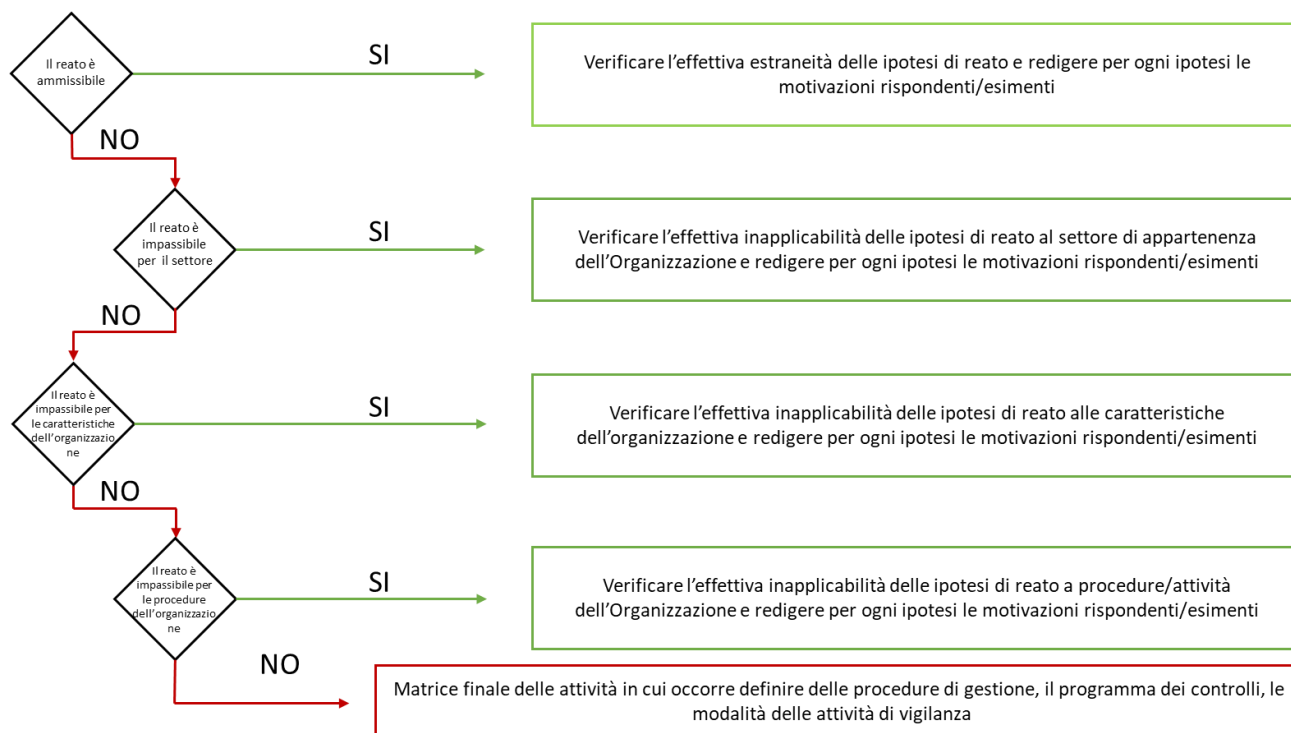 Il reato è
ammissibile
SI
Verificare l’effettiva estraneità delle ipotesi di reato e redigere per ogni ipotesi le
motivazioni rispondenti/esimenti
NO
Il reato è
impassibile
per il settore
SI
Verificare l’effettiva inapplicabilità delle ipotesi di reato al settore di appartenenza
dell’Organizzazione e redigere per ogni ipotesi le motivazioni rispondenti/esimenti
NO
Il reato è
impassibile per
le caratteristiche
dell’organizzazio
ne
SI
Verificare l’effettiva inapplicabilità delle ipotesi di reato alle caratteristiche
dell’organizzazione e redigere per ogni ipotesi le motivazioni rispondenti/esimenti
NO
Il reato è
impassibile per
le procedure
dell’organizzazio
ne
SI
Verificare l’effettiva inapplicabilità delle ipotesi di reato a procedure/attività
dell’Organizzazione e redigere per ogni ipotesi le motivazioni rispondenti/esimenti
NO
Matrice finale delle attività in cui occorre definire delle procedure di gestione, il programma dei controlli, le
modalità delle attività di vigilanza